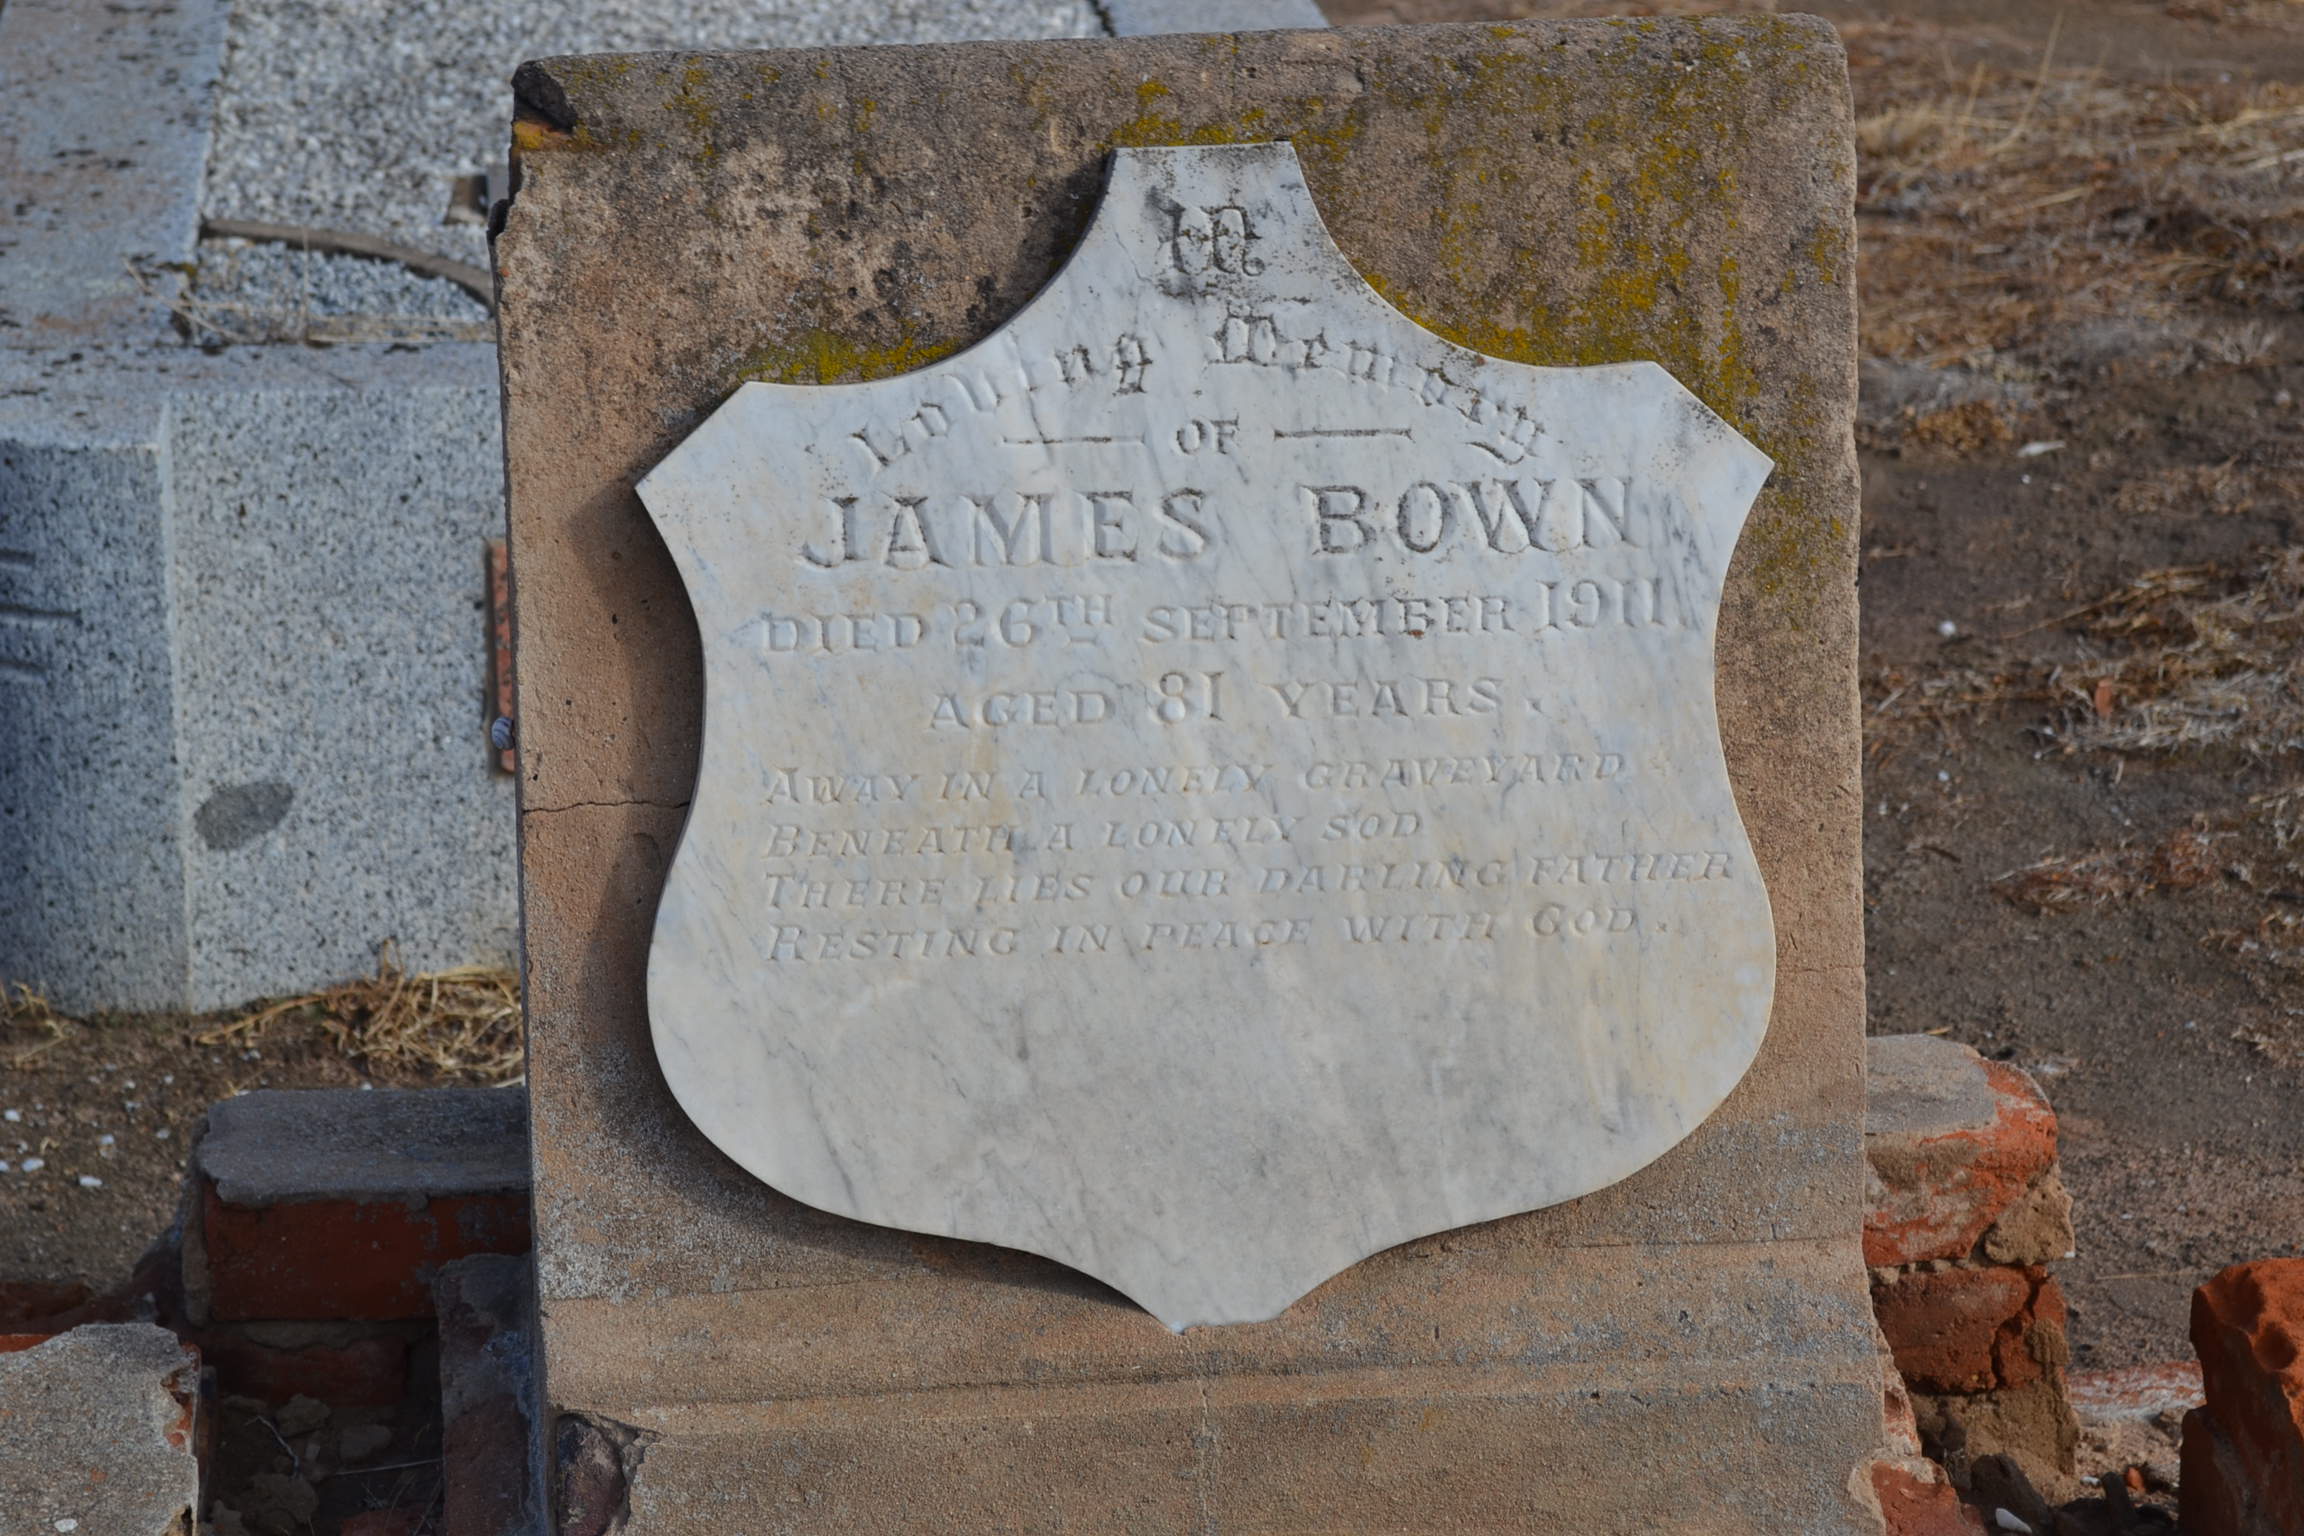 In
Loving Memory
OF
JAMES BOWN
DIED 26TH SEPTEMBER 1911
AGED 81 YEARS.
AWAY IN A LONELY GRAVEYARD
BENEATH A LONELY SOD
THERE LIES OUR DARLING FATHER
RESTING IN PEACE WITH GOD.